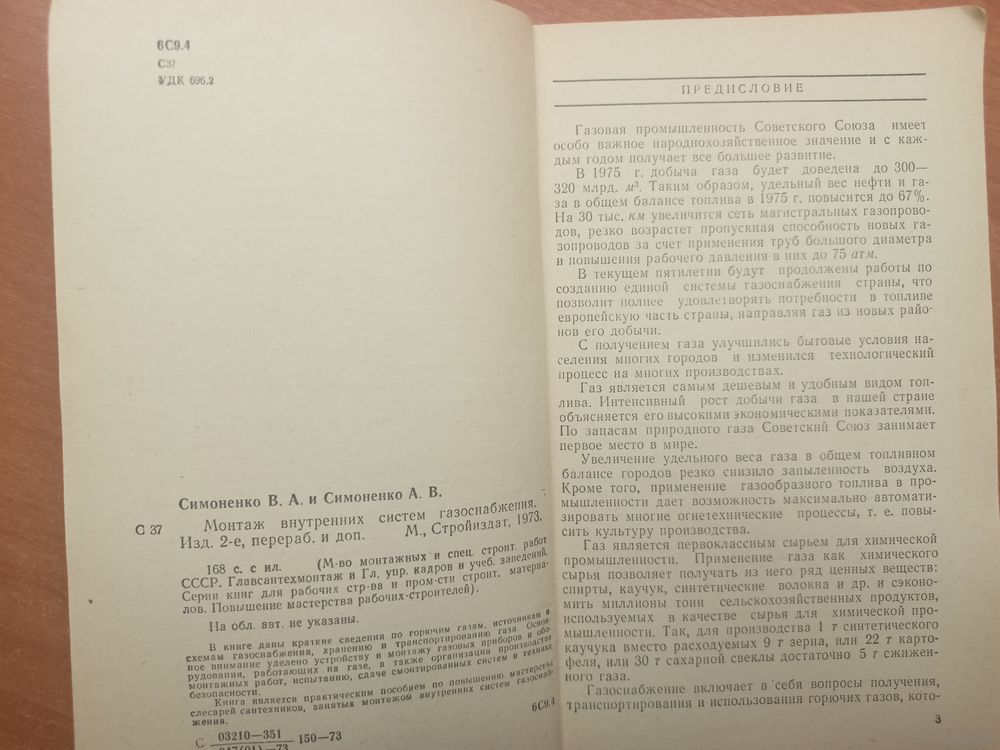 6С9.4
С37
УДК 696.2
Симоненко В. А. и Симоненко А. В.
С 37
Монтаж внутренних систем газоснабжения.
Изд. 2-е, перераб. и доп. М., Стройиздат, 1973.
168 с. с ил. (М-во монтажных и спец. строит. работ
СССР. Главсантехмонтаж и Гл. упр. кадров и учеб. заведений.
Серия книг для рабочих стр-ва и пром-сти строит. материа-
лов. Повышение мастерства рабочих-строителей).
На обл. авт. не указаны.
В книге даны краткие сведения по горючим газам, источникам и
схемам газоснабжения, хранению и транспортированию газа. Основ-
ное внимание уделено устройству и монтажу газовых приборов и обо-
рудования, работающих на газе, а также организации производства
монтажных работ, испытанию, сдаче смонтированных систем и технике
безопасности.
Книга является практическим пособием по повышению мастерства
слесарей сантехников, занятых монтажом внутренних систем газоснаб-
жения.
6С9.4
С 03210—351 150—73
047(01)—73
ПРЕДИСЛОВИЕ
Газовая промышленность Советского Союза имеет
особо важное народнохозяйственное значение и с каж-
дым годом получает все большее развитие.
В 1975 г. добыча газа будет доведена до 300—
320 млрд. м³. Таким образом, удельный вес нефти и га-
за в общем балансе топлива в 1975 г. повысится до 67%.
На 30 тыс. км увеличится сеть магистральных газопрово-
дов, резко возрастет пропускная способность новых га-
зопроводов за счет применения труб большого диаметра
и повышения рабочего давления в них до 75 атм.
В текущем пятилетии будут продолжены работы по
созданию единой системы газоснабжения страны, что
позволит полнее удовлетворять потребности в топливе
европейскую часть страны, направляя газ из новых райо-
нов его добычи.
С получением газа улучшились бытовые условия на-
селения многих городов и изменился технологический
процесс на многих производствах.
Газ является самым дешевым и удобным видом топ-
лива. Интенсивный рост добычи газа в нашей стране
объясняется его высокими экономическими показателями.
По запасам природного газа Советский Союз занимает
первое место в мире.
Увеличение удельного веса газа в общем топливном
балансе городов резко снизило запыленность воздуха.
Кроме того, применение газообразного топлива в про-
мышленности дает возможность максимально автомати-
зировать многие огнетехнические процессы, т. е. повы-
сить культуру производства.
Газ является первоклассным сырьем для химической
промышленности. Применение газа как химического
сырья позволяет получать из него ряд ценных веществ:
спирты, каучук, синтетические волокна и др. и сэконо-
мить миллионы тонн сельскохозяйственных продуктов,
используемых в качестве сырья для химической про-
мышленности. Так, для производства 1 т синтетического
каучука вместо расходуемых 9 т зерна, или 22 т карто-
феля, или 30 т сахарной свеклы достаточно 5 т сжижен-
ного газа.
Газоснабжение включает в себя вопросы получения,
транспортирования и использования горючих газов, кото-
3